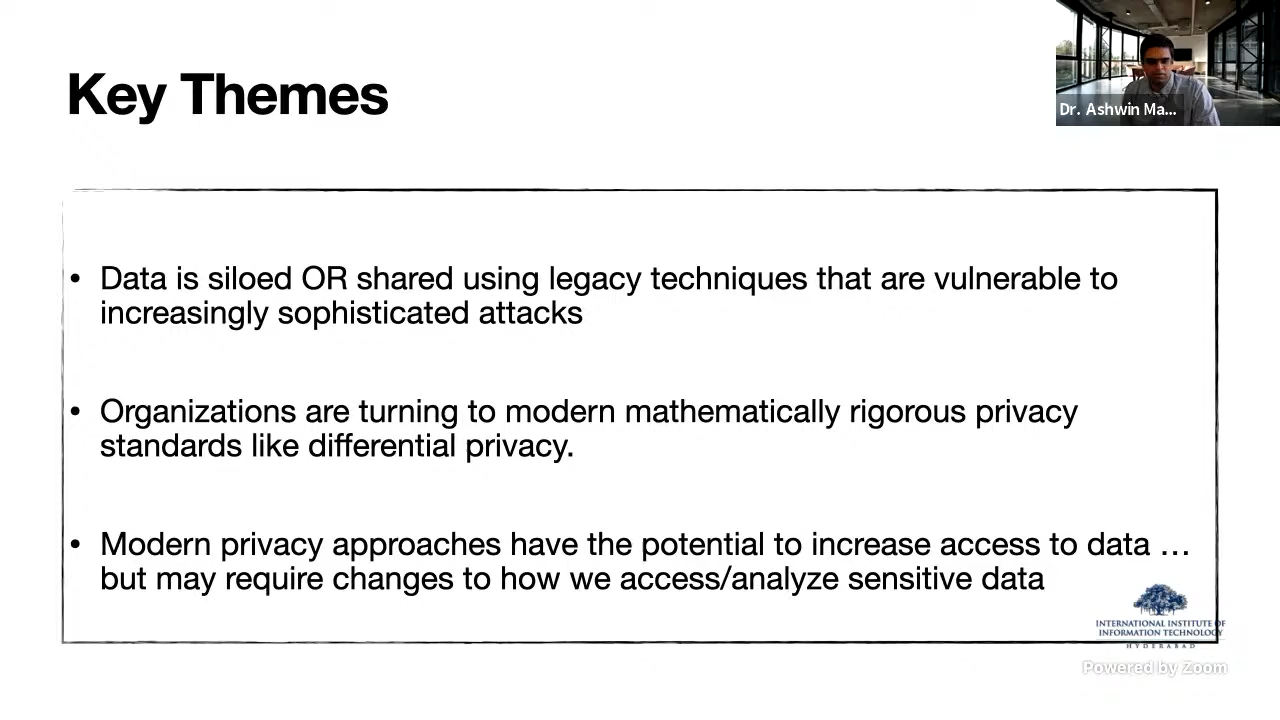 Key Themes
Dr. Ashwin Ma...
• Data is siloed OR shared using legacy techniques that are vulnerable to
increasingly sophisticated attacks
• Organizations are turning to modern mathematically rigorous privacy
standards like differential privacy.
• Modern privacy approaches have the potential to increase access to data …
but may require changes to how we access/analyze sensitive data
INTERNATIONAL INSTITUTE OF
INFORMATION TECHNOLOGY
HYDERABAD
Powered by Zoom